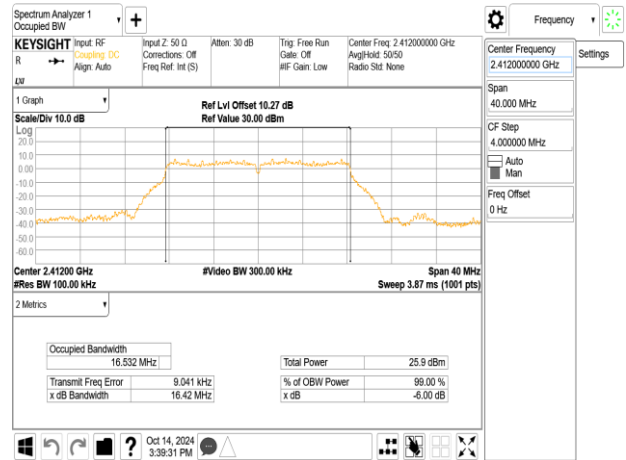 Spectrum Analyzer 1
Occupied BW
Frequency
KEYSIGHT
R
LXI
Input: RF
Coupling: DC
Align: Auto
Input Z: 50 Ω
Corrections: Off
Freq Ref: Int (S)
Atten: 30 dB
Trig: Free Run
Gate: Off
#IF Gain: Low
Center Freq: 2.412000000 GHz
Avg|Hold: 50/50
Radio Std: None
Center Frequency
2.412000000 GHz
Settings
Span
40.000 MHz
CF Step
4.000000 MHz
Auto
Man
Freq Offset
0 Hz
1 Graph
Scale/Div 10.0 dB
Ref Lvl Offset 10.27 dB
Ref Value 30.00 dBm
Log
20.0
10.0
0.00
-10.0
-20.0
-30.0
-40.0
-50.0
-60.0
Center 2.41200 GHz
#Video BW 300.00 kHz
Span 40 MHz
#Res BW 100.00 kHz
Sweep 3.87 ms (1001 pts)
2 Metrics
Occupied Bandwidth
16.532 MHz
Total Power 25.9 dBm
Transmit Freq Error 9.041 kHz
% of OBW Power 99.00 %
x dB Bandwidth 16.42 MHz
x dB -6.00 dB
?
Oct 14, 2024
3:39:31 PM